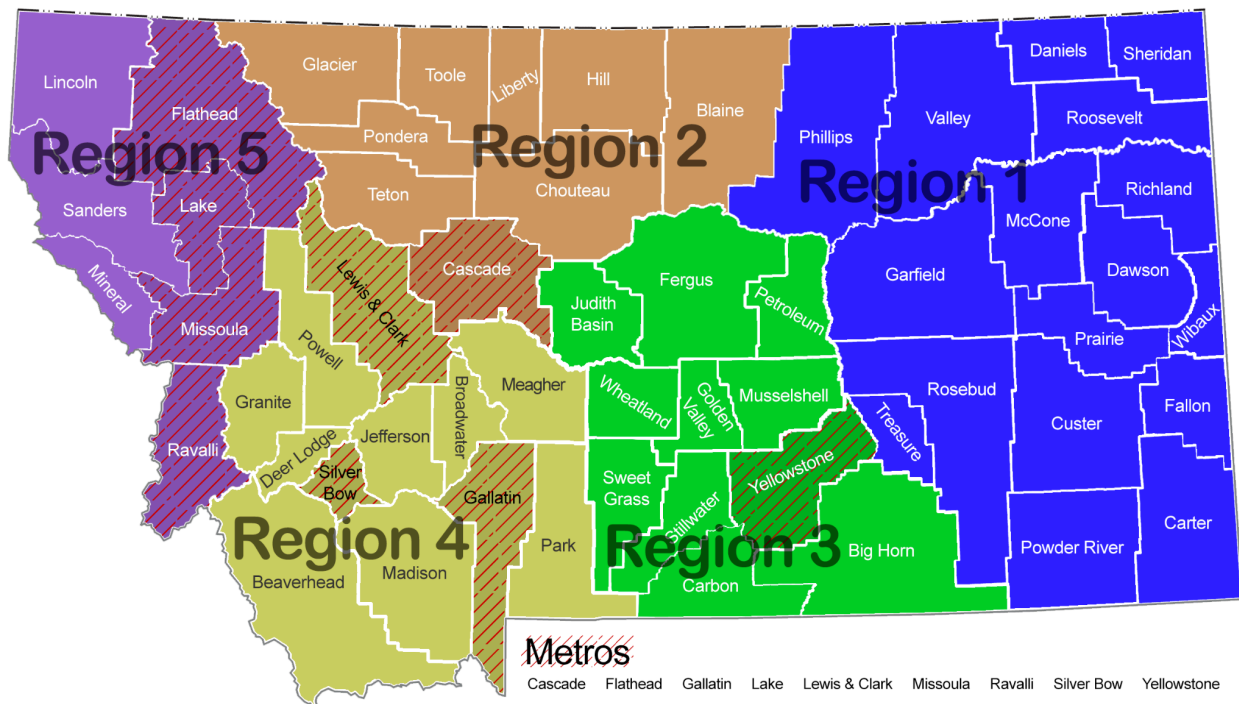 Lincoln
Flathead
Glacier
Toole
Liberty
Hill
Blaine
Phillips
Valley
Daniels
Sheridan
Roosevelt
Region 5
Pondera
Region 2
Region 1
Sanders
Lake
Teton
Chouteau
McCone
Richland
Mineral
Missoula
Lewis & Clark
Cascade
Judith
Basin
Fergus
Petroleum
Garfield
Dawson
Prairie
Wibaux
Powell
Granite
Ravalli
Deer Lodge
Silver
Bow
Jefferson
Broadwater
Meagher
Wheatland
Golden
Valley
Musselshell
Treasure
Rosebud
Custer
Fallon
Gallatin
Sweet
Grass
Stillwater
Yellowstone
Region 4
Region 3
Beaverhead
Madison
Park
Carbon
Big Horn
Powder River
Carter
Metros
Cascade Flathead Gallatin Lake Lewis & Clark Missoula Ravalli Silver Bow Yellowstone